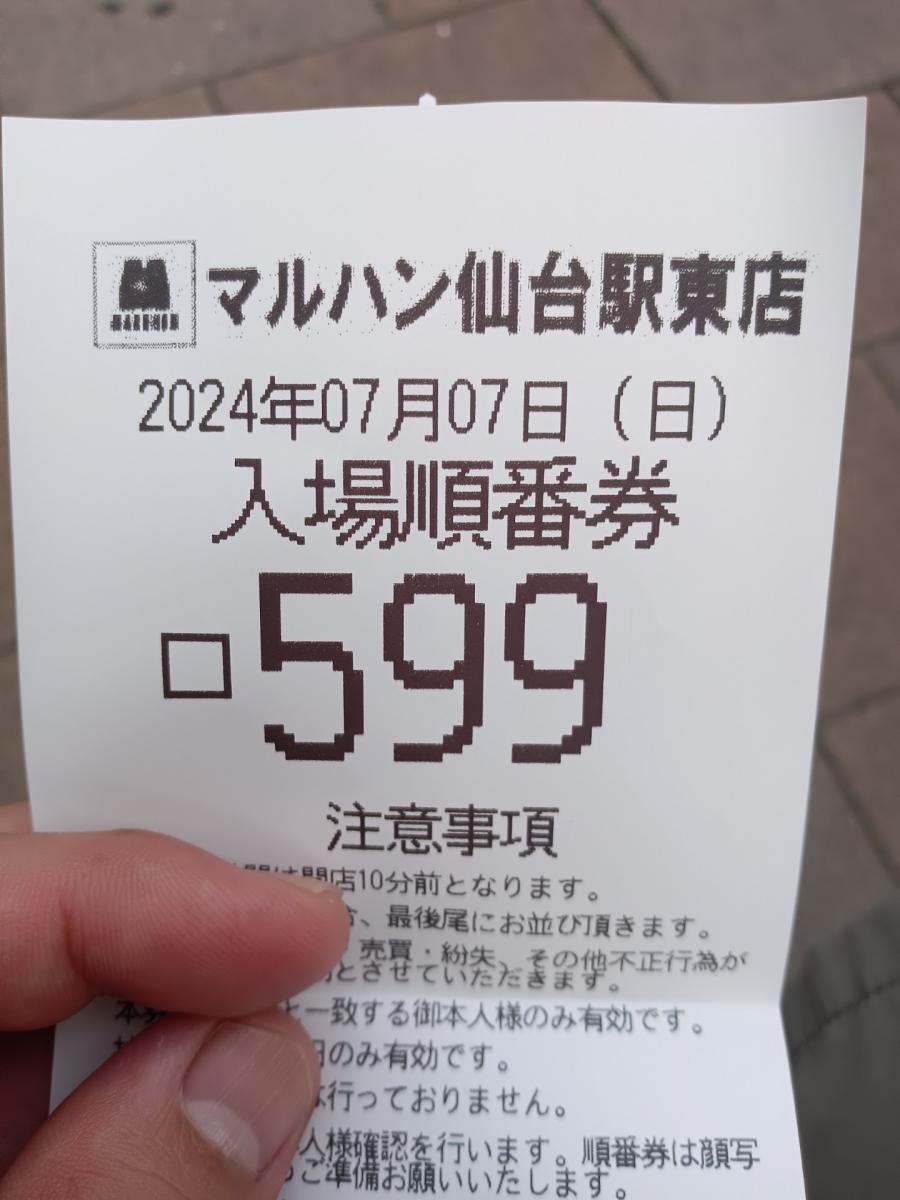 マルハン仙台駅東店
2024年07月07日（日）
入場順番券
□599
注意事項
店10分前となります。
、最後尾にお並び頂きます。
売買・紛失、その他不正行為が
とさせていただきます。
一致する御本人様のみ有効です。
のみ有効です。
行っておりません。
人様確認を行います。順番券は顔写
ご準備お願いいたします。